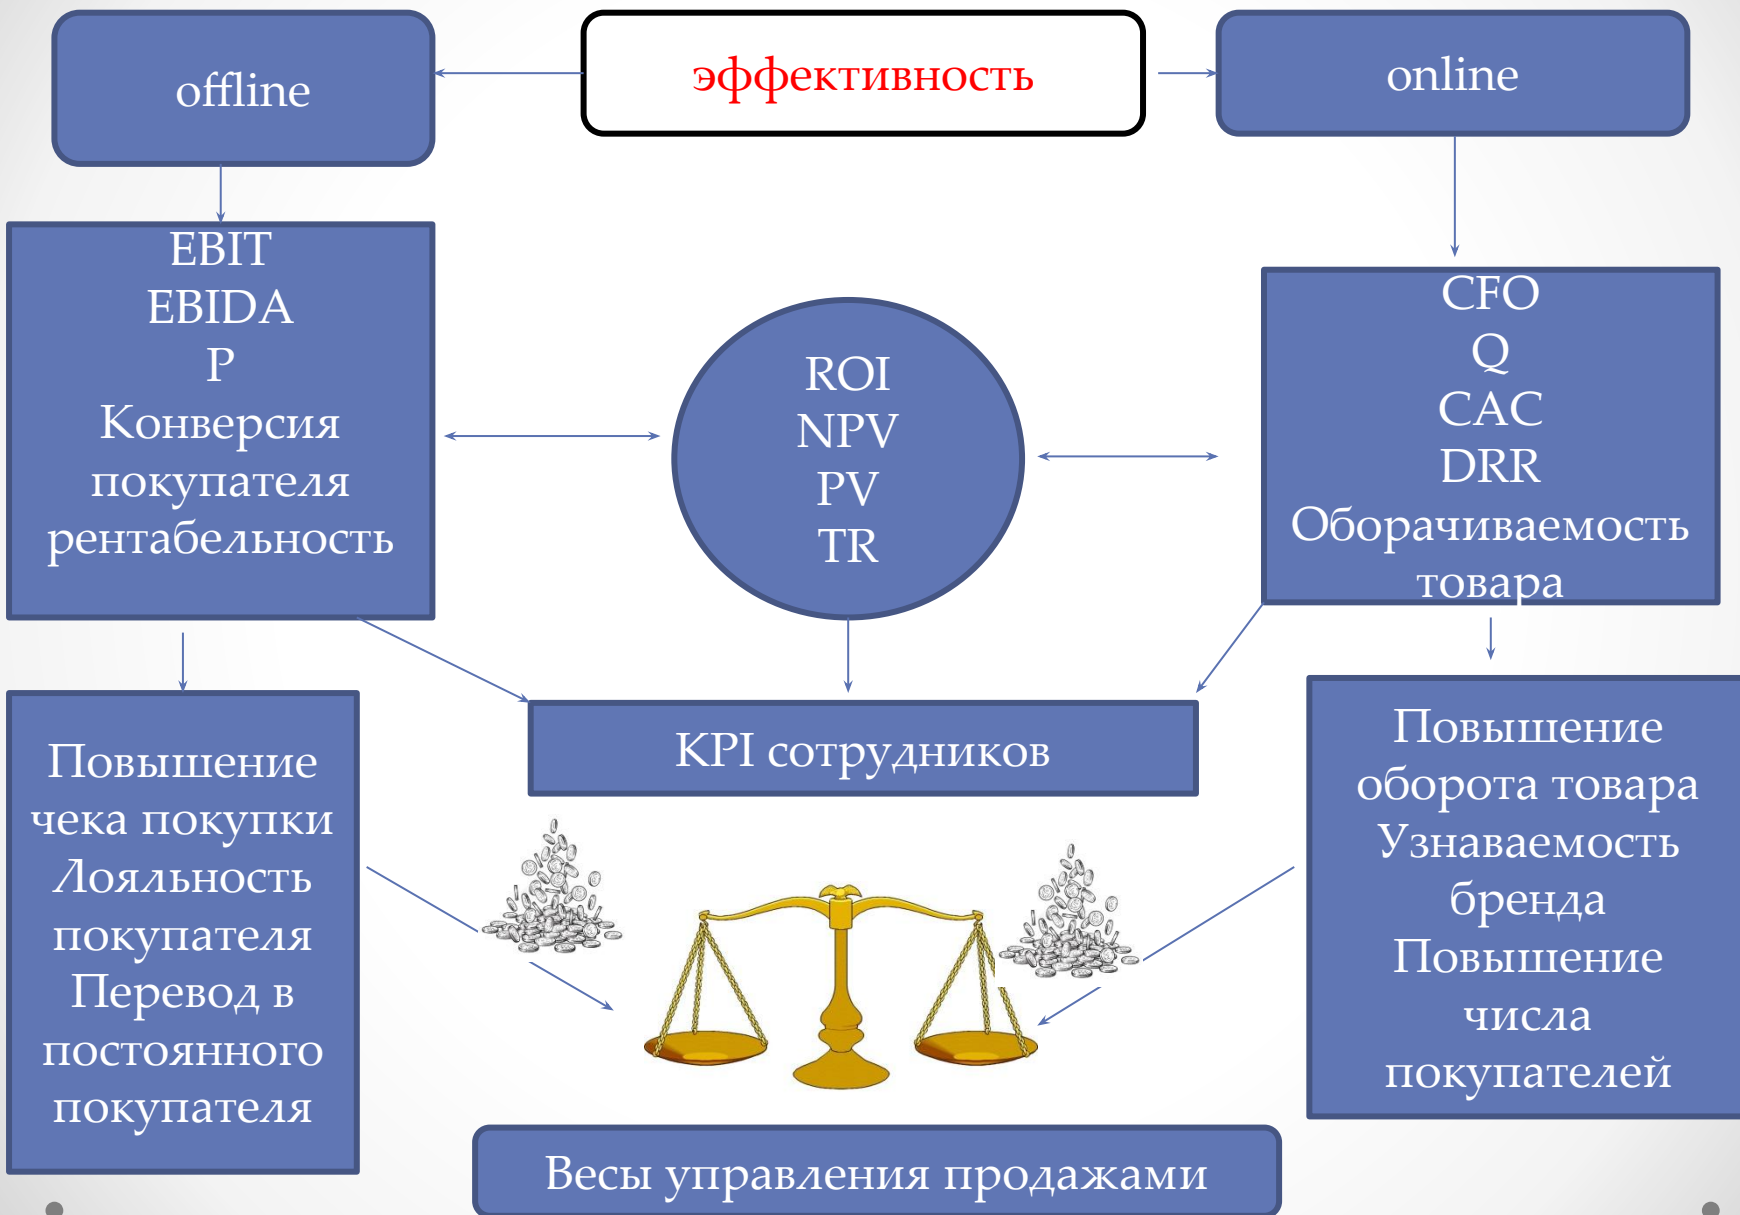 offline
эффективность
online
EBIT
EBIDA
P
Конверсия
покупателя
рентабельность
ROI
NPV
PV
TR
CFO
Q
CAC
DRR
Оборачиваемость
товара
Повышение
чека покупки
Лояльность
покупателя
Перевод в
постоянного
покупателя
KPI сотрудников
Повышение
оборота товара
Узнаваемость
бренда
Повышение
числа
покупателей
Весы управления продажами